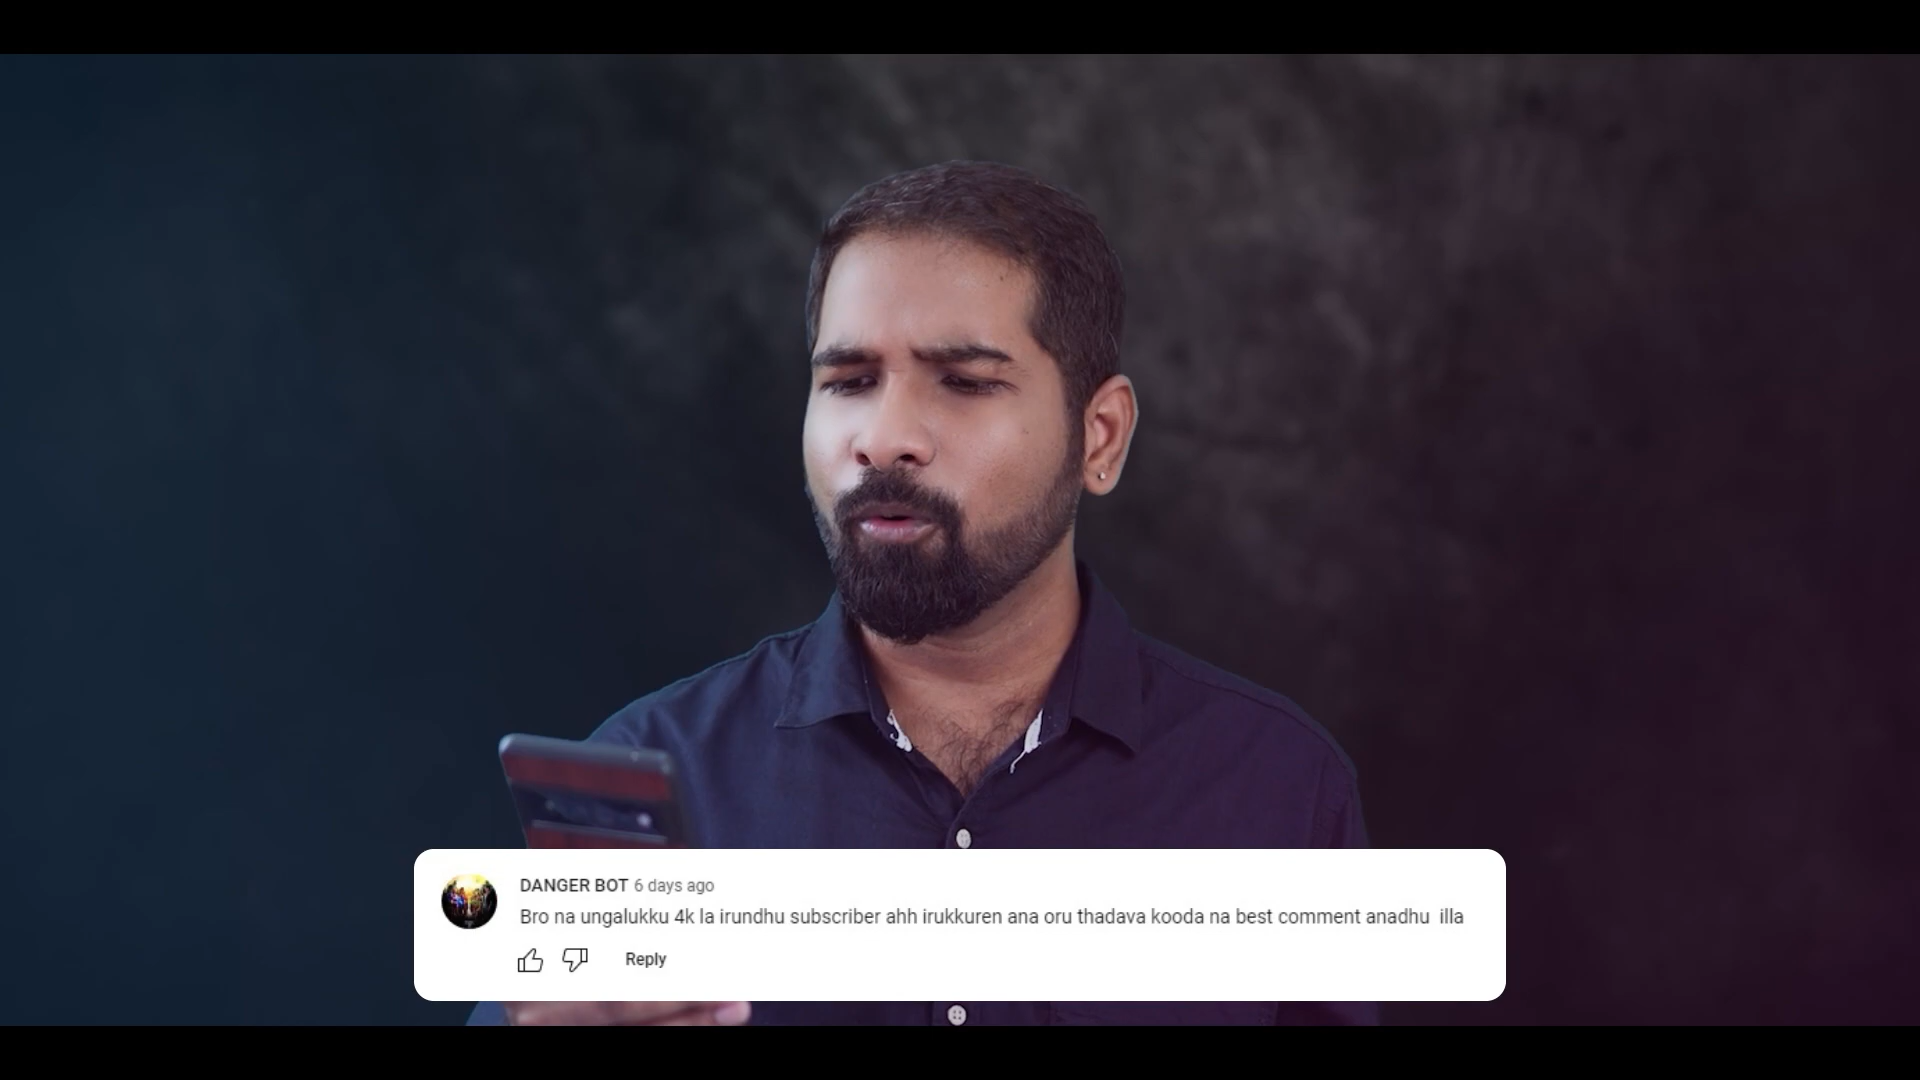 DANGER BOT 6 days ago
Bro na ungalukku 4k la irundhu subscriber ahh irukkuren ana oru thadava kooda na best comment anadhu  illa
Reply